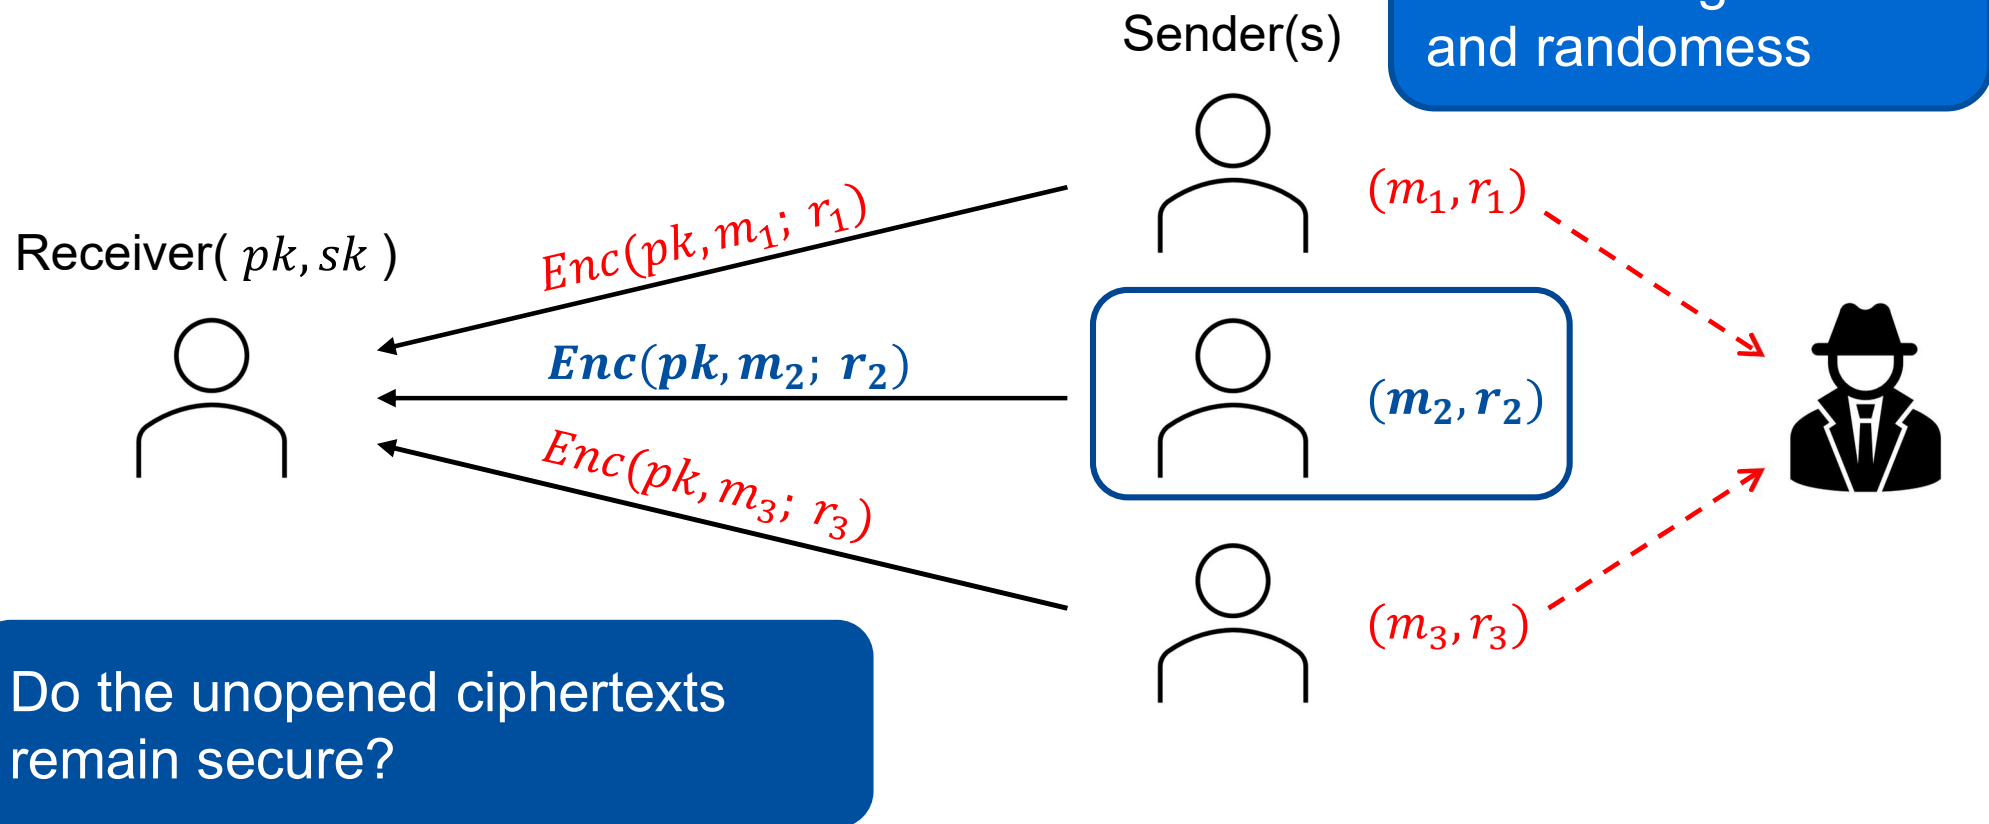 Sender(s)
and randomess
(m₁, r₁)
Enc(pk, m₁; r₁)
Receiver( pk, sk )
Enc(pk, m₂; r₂)
(m₂, r₂)
Enc(pk, m₃; r₃)
(m₃, r₃)
Do the unopened ciphertexts
remain secure?